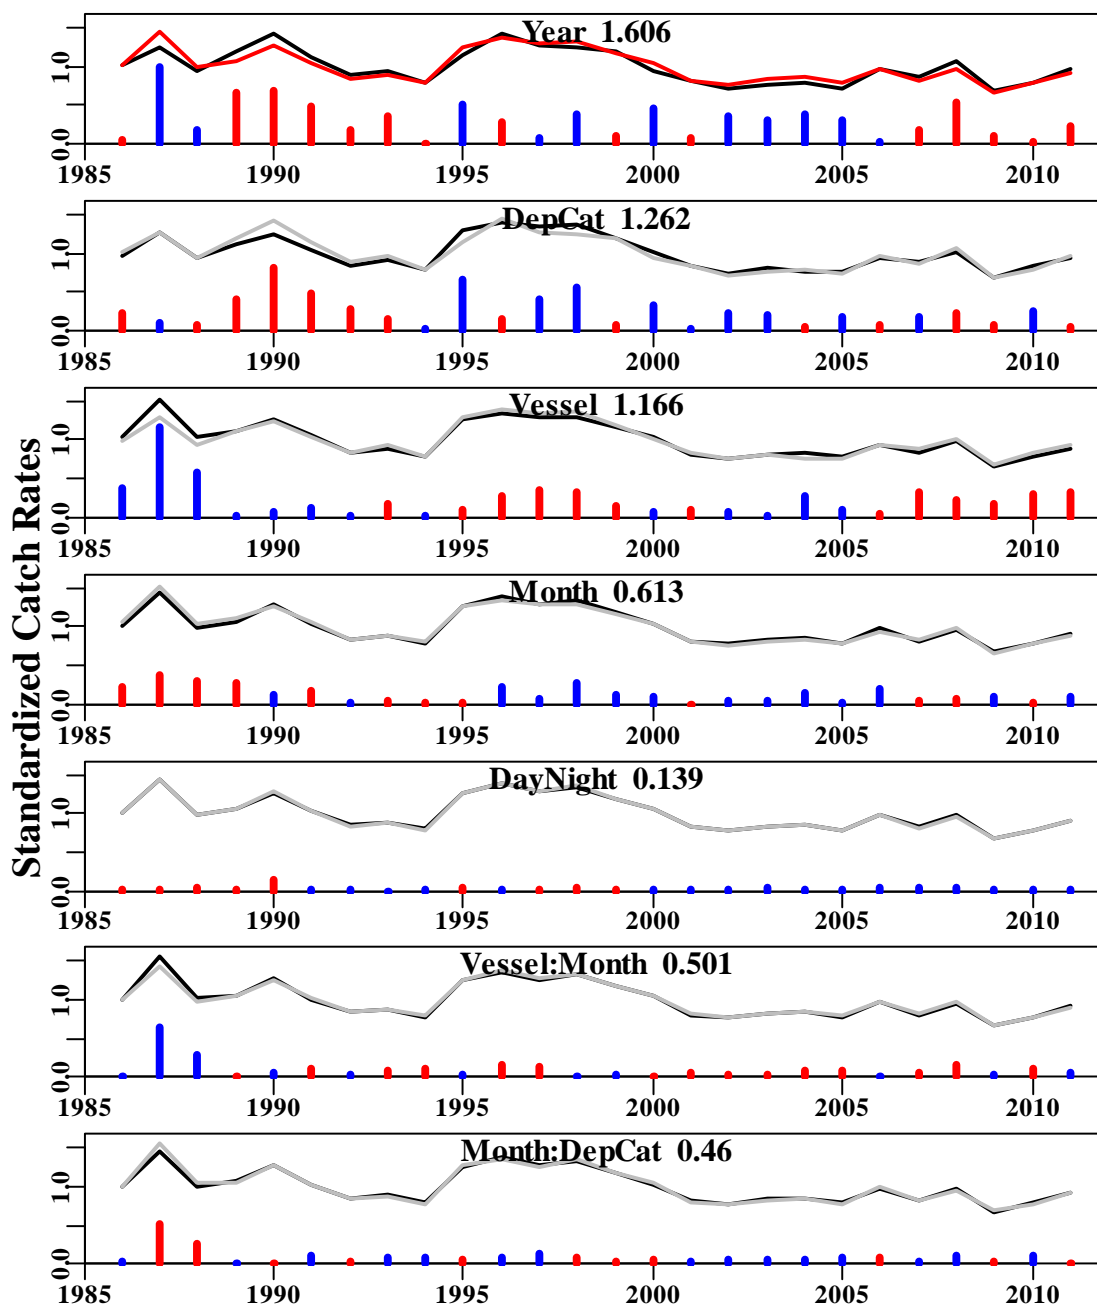 Standardized Catch Rates
Year 1.606
0.0 1.0
1985 1990 1995 2000 2005 2010
DepCat 1.262
0.0 1.0
1985 1990 1995 2000 2005 2010
Vessel 1.166
0.0 1.0
1985 1990 1995 2000 2005 2010
Month 0.613
0.0 1.0
1985 1990 1995 2000 2005 2010
DayNight 0.139
0.0 1.0
1985 1990 1995 2000 2005 2010
Vessel:Month 0.501
0.0 1.0
1985 1990 1995 2000 2005 2010
Month:DepCat 0.46
0.0 1.0
1985 1990 1995 2000 2005 2010